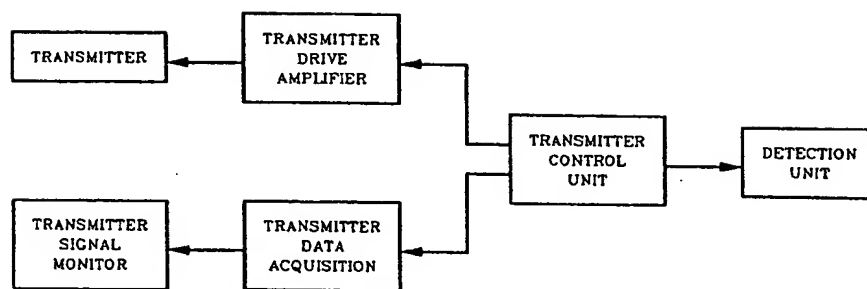 TRANSMITTER
TRANSMITTER
DRIVE
AMPLIFIER
TRANSMITTER
CONTROL
UNIT
DETECTION
UNIT
TRANSMITTER
SIGNAL
MONITOR
TRANSMITTER
DATA
ACQUISITION